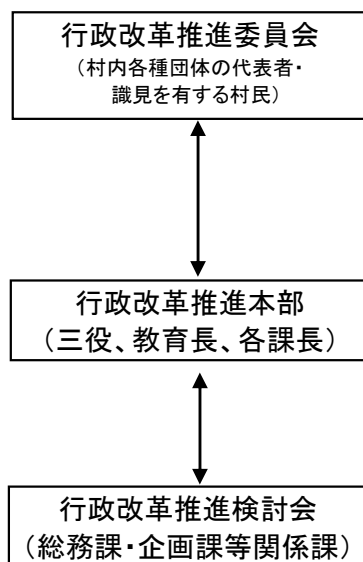 行政改革推進委員会
（村内各種団体の代表者・
識見を有する村民）
行政改革推進本部
（三役、教育長、各課長）
行政改革推進検討会
（総務課・企画課等関係課）